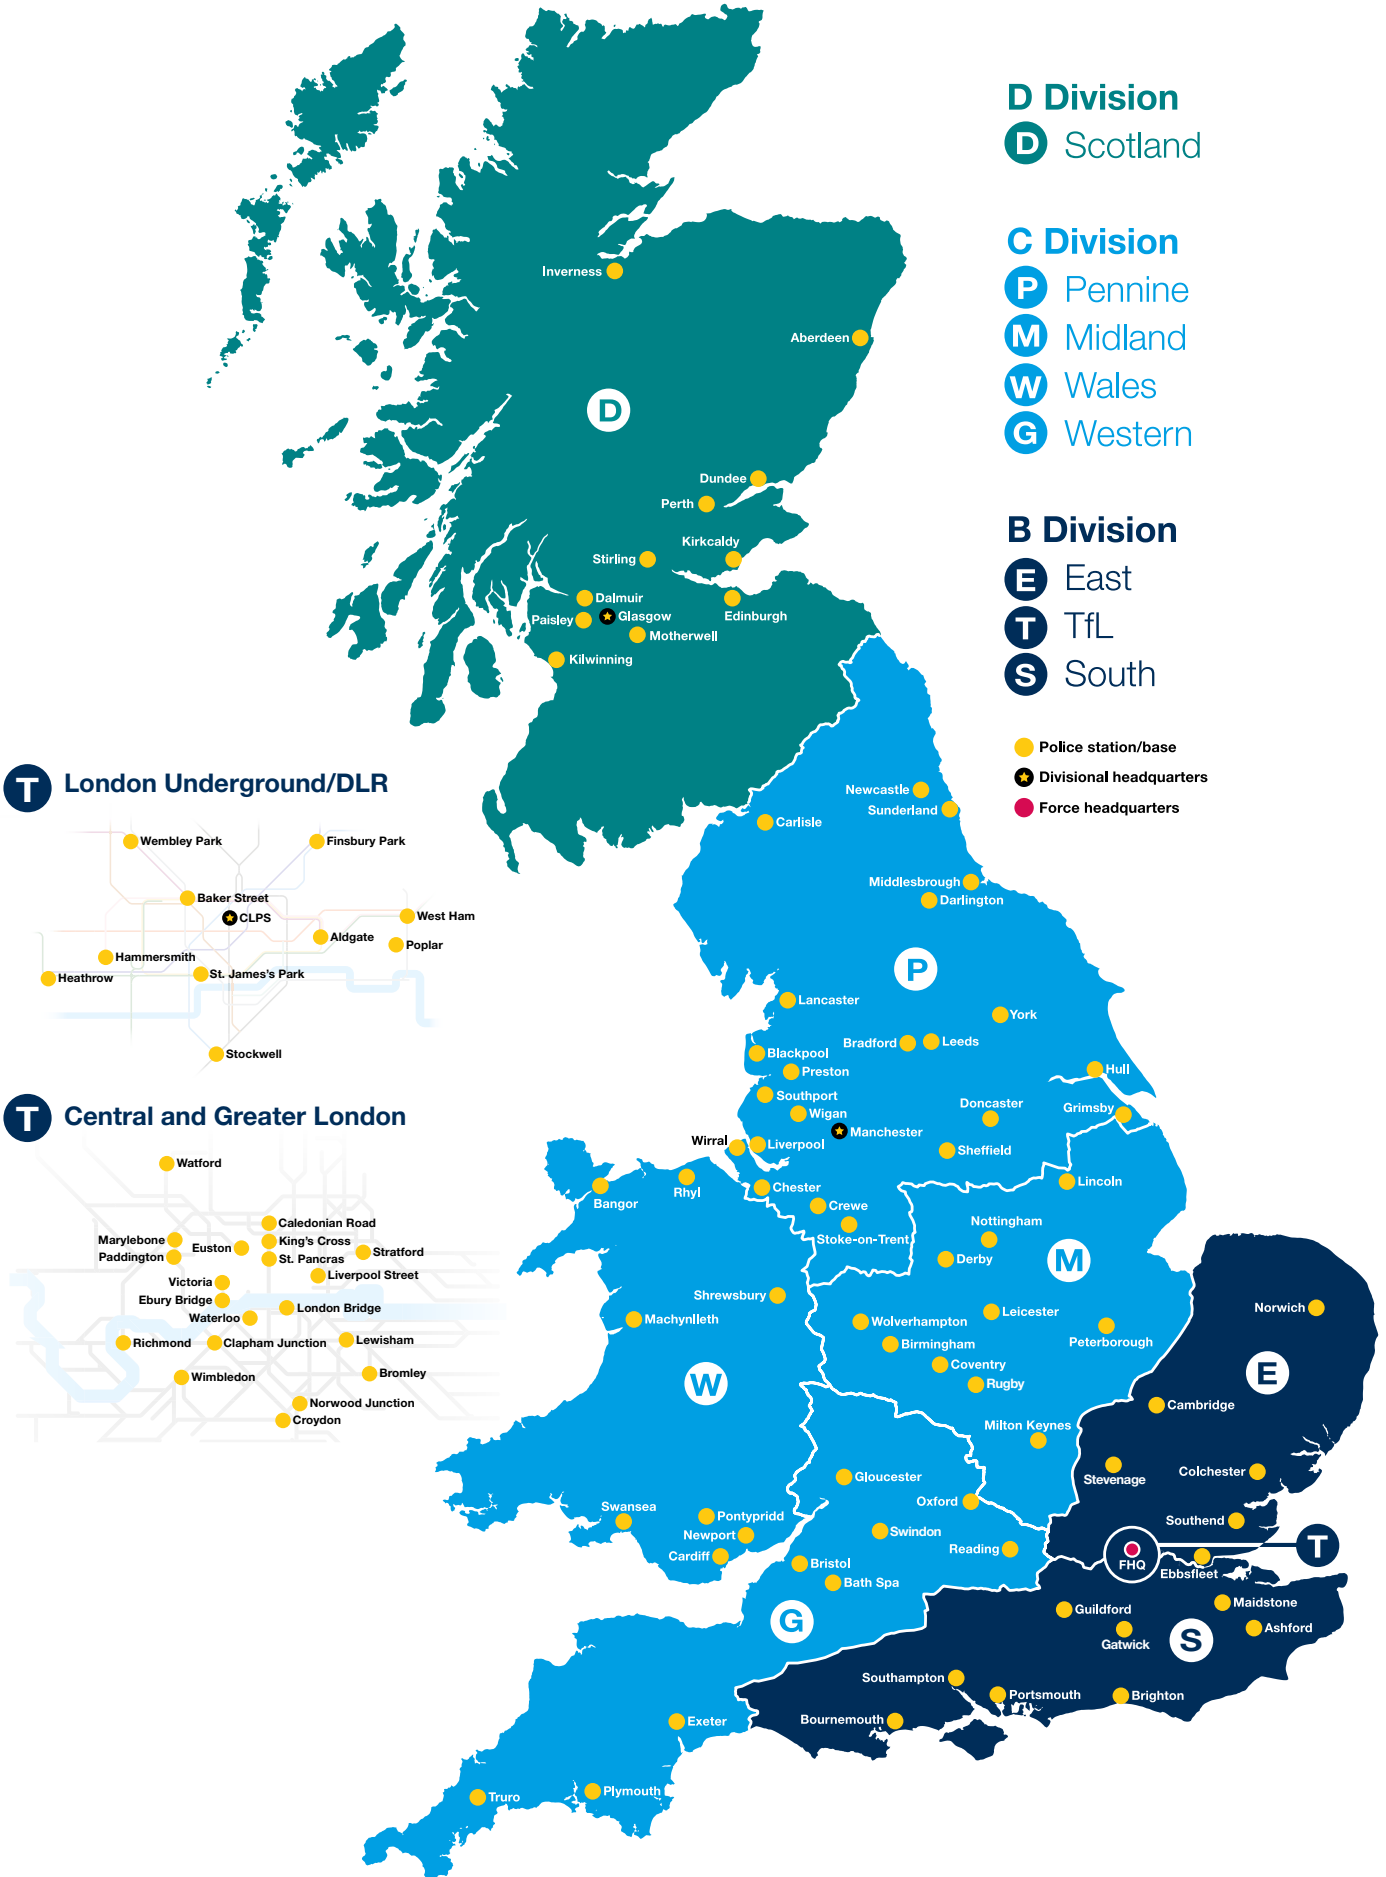 D Division
D Scotland
C Division
P Pennine
M Midland
W Wales
G Western
B Division
E East
T TfL
S South
Police station/base
Divisional headquarters
Force headquarters
Inverness
Aberdeen
D
Dundee
Perth
Kirkcaldy
Stirling
Dalmuir
Glasgow
Paisley
Edinburgh
Motherwell
Kilwinning
T London Underground/DLR
Wembley Park
Finsbury Park
Baker Street
CLPS
West Ham
Aldgate
Poplar
Hammersmith
St. James's Park
Heathrow
Stockwell
T Central and Greater London
Watford
Caledonian Road
Marylebone
King's Cross
Euston
Stratford
Paddington
St. Pancras
Liverpool Street
Victoria
Ebury Bridge
London Bridge
Waterloo
Richmond
Clapham Junction
Lewisham
Wimbledon
Bromley
Norwood Junction
Croydon
Newcastle
Sunderland
Carlisle
Middlesbrough
Darlington
P
Lancaster
York
Bradford
Leeds
Blackpool
Preston
Hull
Southport
Doncaster
Grimsby
Wigan
Manchester
Wirral
Liverpool
Sheffield
Lincoln
Rhyl
Chester
Bangor
Crewe
Nottingham
Stoke-on-Trent
Derby
M
Shrewsbury
Norwich
Machynlleth
Leicester
Wolverhampton
Peterborough
Birmingham
Coventry
E
W
Rugby
Cambridge
Milton Keynes
Gloucester
Stevenage
Colchester
Oxford
Swansea
Pontypridd
Southend
Newport
Swindon
Reading
T
Cardiff
Bristol
FHQ
Ebbsfleet
Bath Spa
Guildford
Maidstone
G
Gatwick
S
Ashford
Southampton
Portsmouth
Brighton
Bournemouth
Exeter
Plymouth
Truro